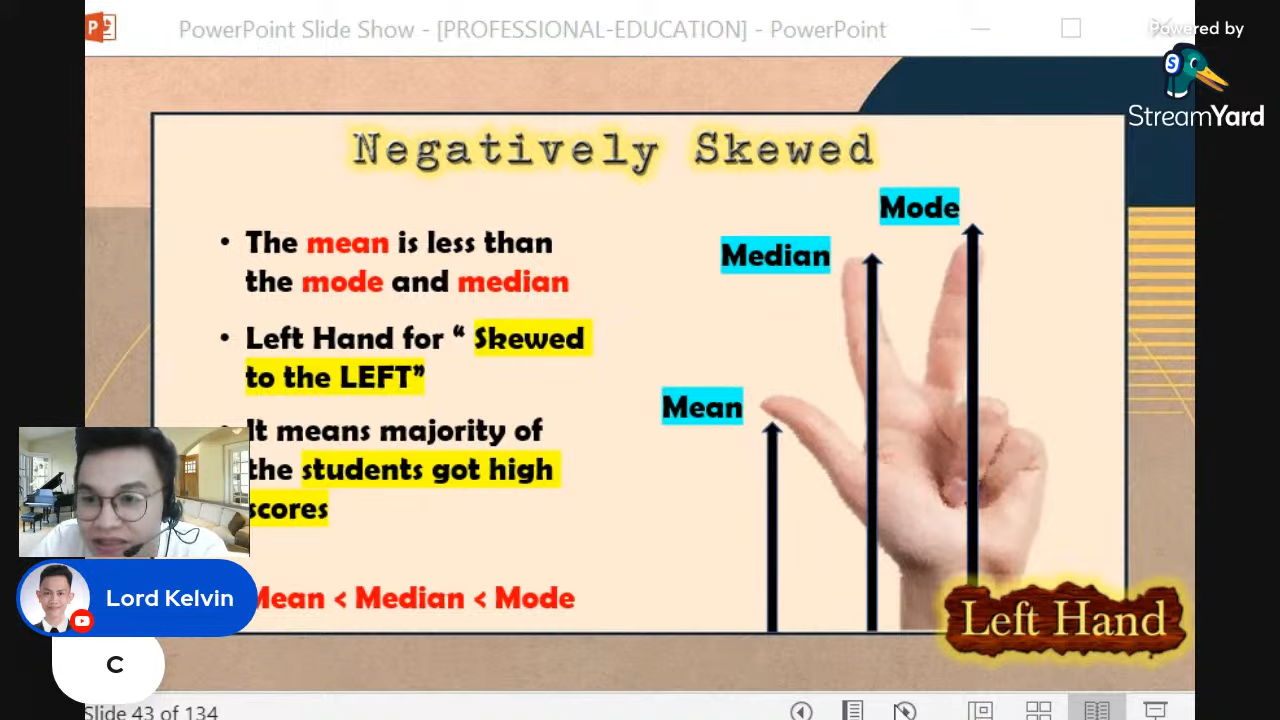 PowerPoint Slide Show - [PROFESSIONAL-EDUCATION] - PowerPoint
Powered by
StreamYard
Negatively Skewed
• The mean is less than
the mode and median
• Left Hand for “ Skewed
to the LEFT”
It means majority of
the students got high
scores
Mean < Median < Mode
Mode
Median
Mean
Left Hand
Lord Kelvin
C
Slide 43 of 134